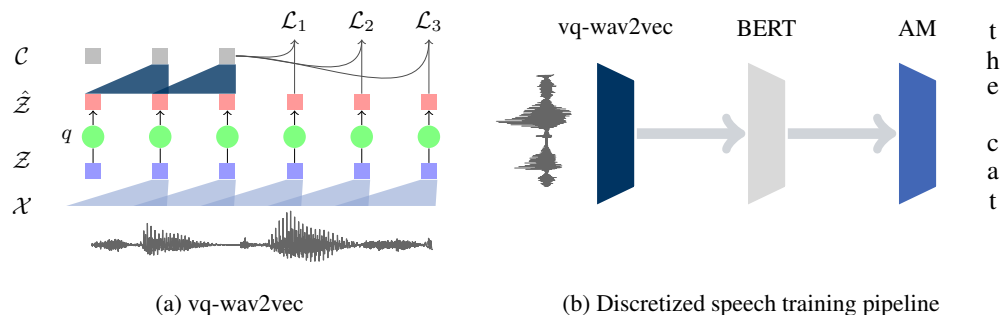 ℒ₁ ℒ₂ ℒ₃
𝒞
𝒵̂
q
𝒵
𝒳
(a) vq-wav2vec
vq-wav2vec BERT AM
t
h
e
c
a
t
(b) Discretized speech training pipeline